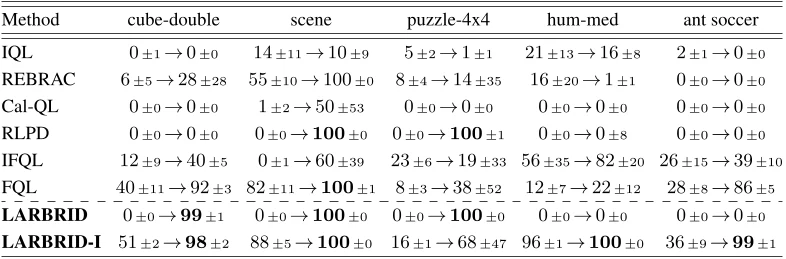 Method cube-double scene puzzle-4x4 hum-med ant soccer
IQL 0 ±1 → 0 ±0 14 ±11 → 10 ±9 5 ±2 → 1 ±1 21 ±13 → 16 ±8 2 ±1 → 0 ±0
REBRAC 6 ±5 → 28 ±28 55 ±10 → 100 ±0 8 ±4 → 14 ±35 16 ±20 → 1 ±1 0 ±0 → 0 ±0
Cal-QL 0 ±0 → 0 ±0 1 ±2 → 50 ±53 0 ±0 → 0 ±0 0 ±0 → 0 ±0 0 ±0 → 0 ±0
RLPD 0 ±0 → 0 ±0 0 ±0 → 100 ±0 0 ±0 → 100 ±1 0 ±0 → 0 ±8 0 ±0 → 0 ±0
IFQL 12 ±9 → 40 ±5 0 ±1 → 60 ±39 23 ±6 → 19 ±33 56 ±35 → 82 ±20 26 ±15 → 39 ±10
FQL 40 ±11 → 92 ±3 82 ±11 → 100 ±1 8 ±3 → 38 ±52 12 ±7 → 22 ±12 28 ±8 → 86 ±5
LARBRID 0 ±0 → 99 ±1 0 ±0 → 100 ±0 0 ±0 → 100 ±0 0 ±0 → 0 ±0 0 ±0 → 0 ±0
LARBRID-I 51 ±2 → 98 ±2 88 ±5 → 100 ±0 16 ±1 → 68 ±47 96 ±1 → 100 ±0 36 ±9 → 99 ±1